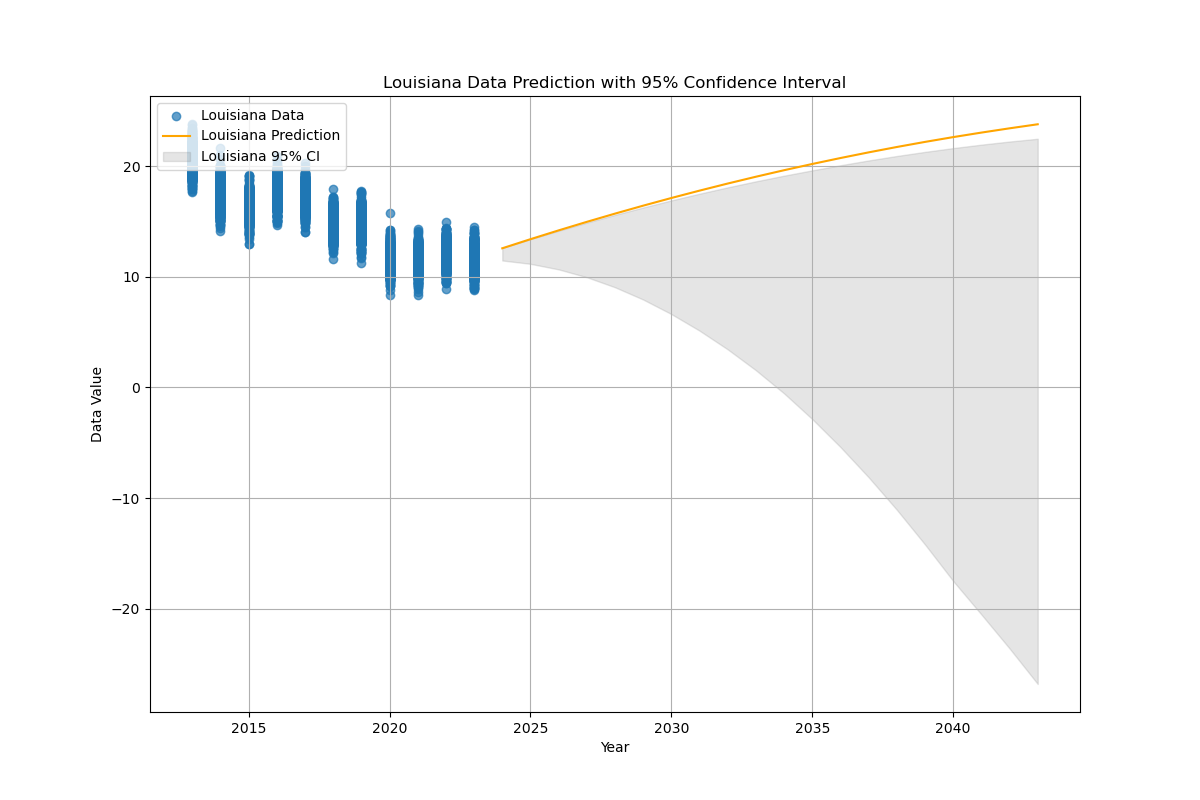 Louisiana Data Prediction with 95% Confidence Interval
Louisiana Data
Louisiana Prediction
Louisiana 95% CI
Data Value
20
10
0
−10
−20
2015 2020 2025 2030 2035 2040
Year